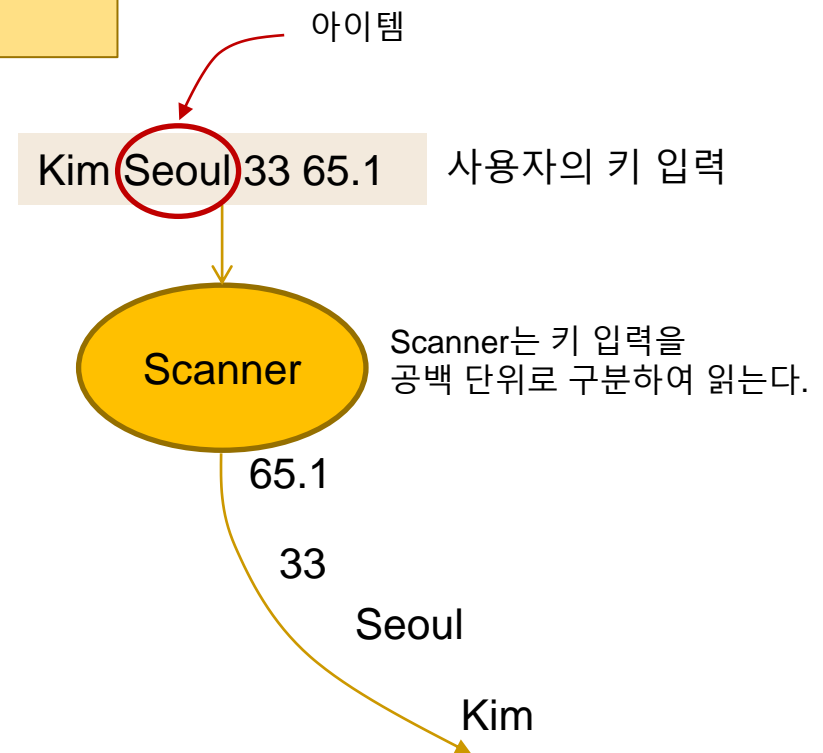 아이템
Kim Seoul 33 65.1
사용자의 키 입력
Scanner
Scanner는 키 입력을
공백 단위로 구분하여 읽는다.
65.1
33
Seoul
Kim